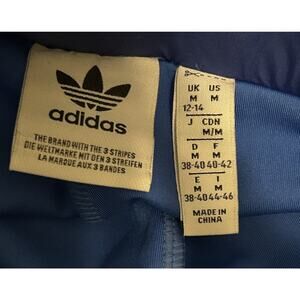 adidas
THE BRAND WITH THE 3 STRIPES
DIE WELTMARKE MIT DEN 3 STREIFEN
LA MARQUE AUX 3 BANDES
UK US
M M
12-14
J CDN
M M/M
D F
M M
38-40 40-42
E I
M M
38-40 44-46
MADE IN
CHINA